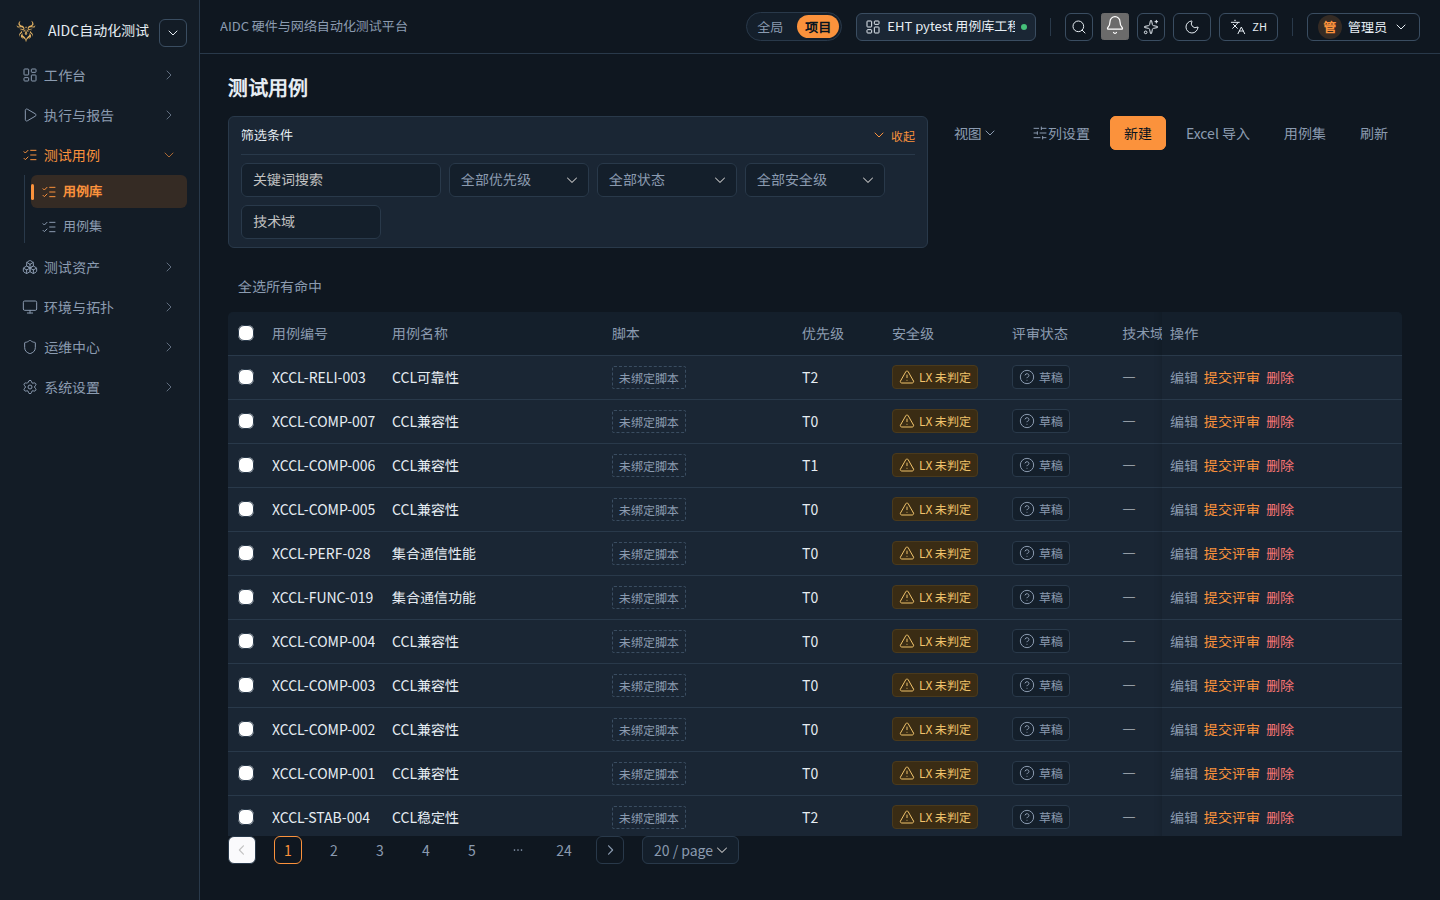 AIDC自动化测试
AIDC 硬件与网络自动化测试平台
全局 项目
EHT pytest 用例库工程
ZH
管 管理员
工作台
执行与报告
测试用例
用例库
用例集
测试资产
环境与拓扑
运维中心
系统设置
测试用例
筛选条件 收起
关键词搜索 全部优先级 全部状态 全部安全级
技术域
视图 列设置 新建 Excel 导入 用例集 刷新
全选所有命中
用例编号 用例名称 脚本 优先级 安全级 评审状态 技术域 操作
XCCL-RELI-003 CCL可靠性 未绑定脚本 T2 LX 未判定 草稿 — 编辑 提交评审 删除
XCCL-COMP-007 CCL兼容性 未绑定脚本 T0 LX 未判定 草稿 — 编辑 提交评审 删除
XCCL-COMP-006 CCL兼容性 未绑定脚本 T1 LX 未判定 草稿 — 编辑 提交评审 删除
XCCL-COMP-005 CCL兼容性 未绑定脚本 T0 LX 未判定 草稿 — 编辑 提交评审 删除
XCCL-PERF-028 集合通信性能 未绑定脚本 T0 LX 未判定 草稿 — 编辑 提交评审 删除
XCCL-FUNC-019 集合通信功能 未绑定脚本 T0 LX 未判定 草稿 — 编辑 提交评审 删除
XCCL-COMP-004 CCL兼容性 未绑定脚本 T0 LX 未判定 草稿 — 编辑 提交评审 删除
XCCL-COMP-003 CCL兼容性 未绑定脚本 T0 LX 未判定 草稿 — 编辑 提交评审 删除
XCCL-COMP-002 CCL兼容性 未绑定脚本 T0 LX 未判定 草稿 — 编辑 提交评审 删除
XCCL-COMP-001 CCL兼容性 未绑定脚本 T0 LX 未判定 草稿 — 编辑 提交评审 删除
XCCL-STAB-004 CCL稳定性 未绑定脚本 T2 LX 未判定 草稿 — 编辑 提交评审 删除
1 2 3 4 5 ··· 24 20 / page